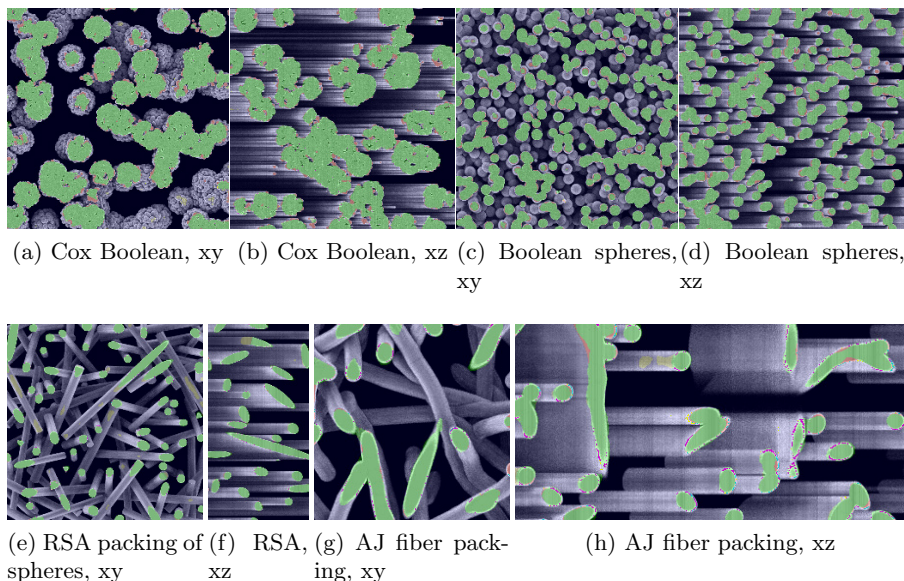 (a) Cox Boolean, xy
(b) Cox Boolean, xz
(c) Boolean spheres, xy
(d) Boolean spheres, xz
(e) RSA packing of spheres, xy
(f) RSA, xz
(g) AJ fiber pack-
ing, xy
(h) AJ fiber packing, xz